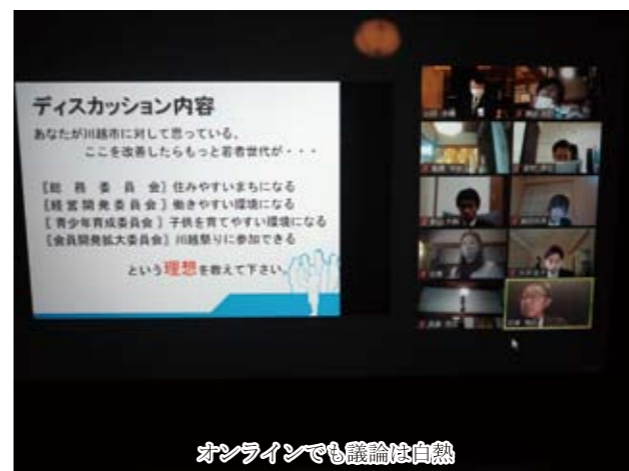 ディスカッション内容
あなたが川越市に対して思っている、
ここを改善したらもっと若者世代が・・・
【総務委員会】住みやすいまちになる
【経営開発委員会】働きやすい環境になる
【青少年育成委員会】子供を育てやすい環境になる
【会員開発拡大委員会】川越祭りに参加できる
という理想を教えて下さい。
オンラインでも議論は白熱